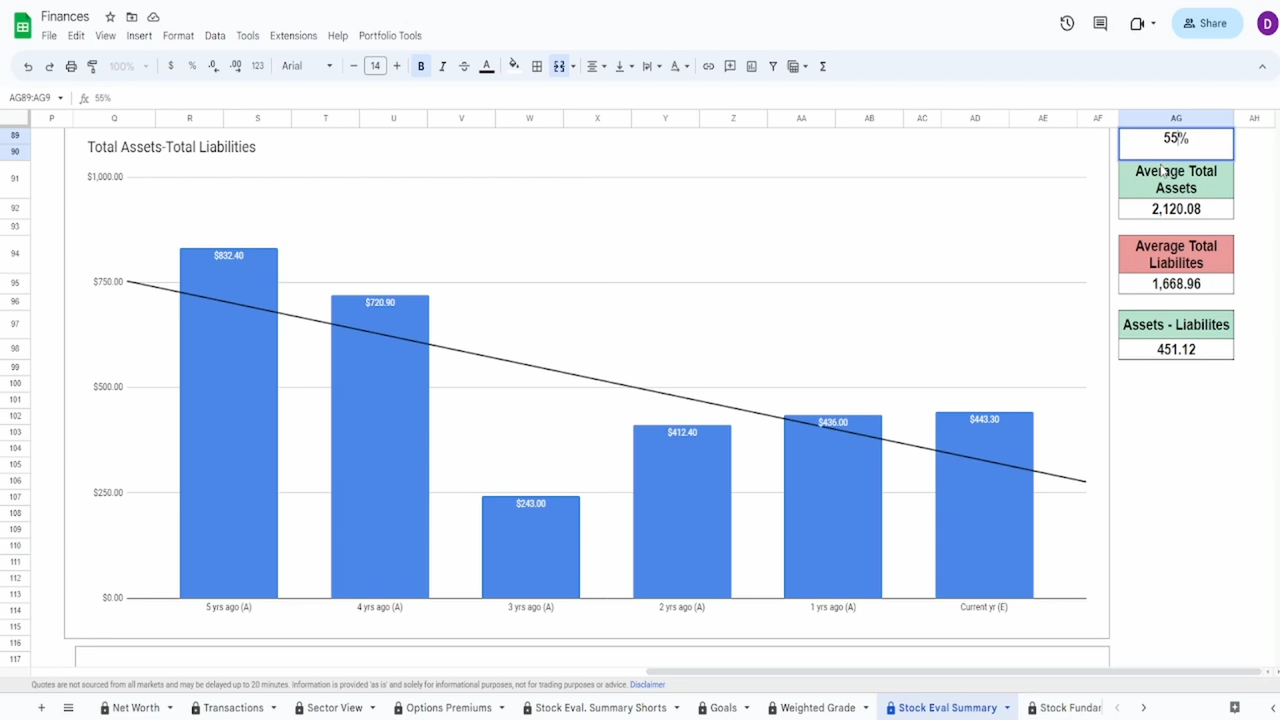 Finances
File Edit View Insert Format Data Tools Extensions Help Portfolio Tools
Share
D
100% $ % .0 .00 123 Arial 14 B I A
AG89:AG9 fx 55%
P Q R S T U V W X Y Z AA AB AC AD AE AF AG AH
89
90
91
92
93
94
95
96
97
98
99
100
101
102
103
104
105
106
107
108
109
110
111
112
113
114
115
116
117
Total Assets-Total Liabilities
$1,000.00
$750.00
$500.00
$250.00
$0.00
$832.40
$720.90
$243.00
$412.40
$436.00
$443.30
5 yrs ago (A) 4 yrs ago (A) 3 yrs ago (A) 2 yrs ago (A) 1 yrs ago (A) Current yr (E)
55%
Average Total
Assets
2,120.08
Average Total
Liabilites
1,668.96
Assets - Liabilites
451.12
Quotes are not sourced from all markets and may be delayed up to 20 minutes. Information is provided 'as is' and solely for informational purposes, not for trading purposes or advice. Disclaimer
Net Worth Transactions Sector View Options Premiums Stock Eval. Summary Shorts Goals Weighted Grade Stock Eval Summary Stock Fundar